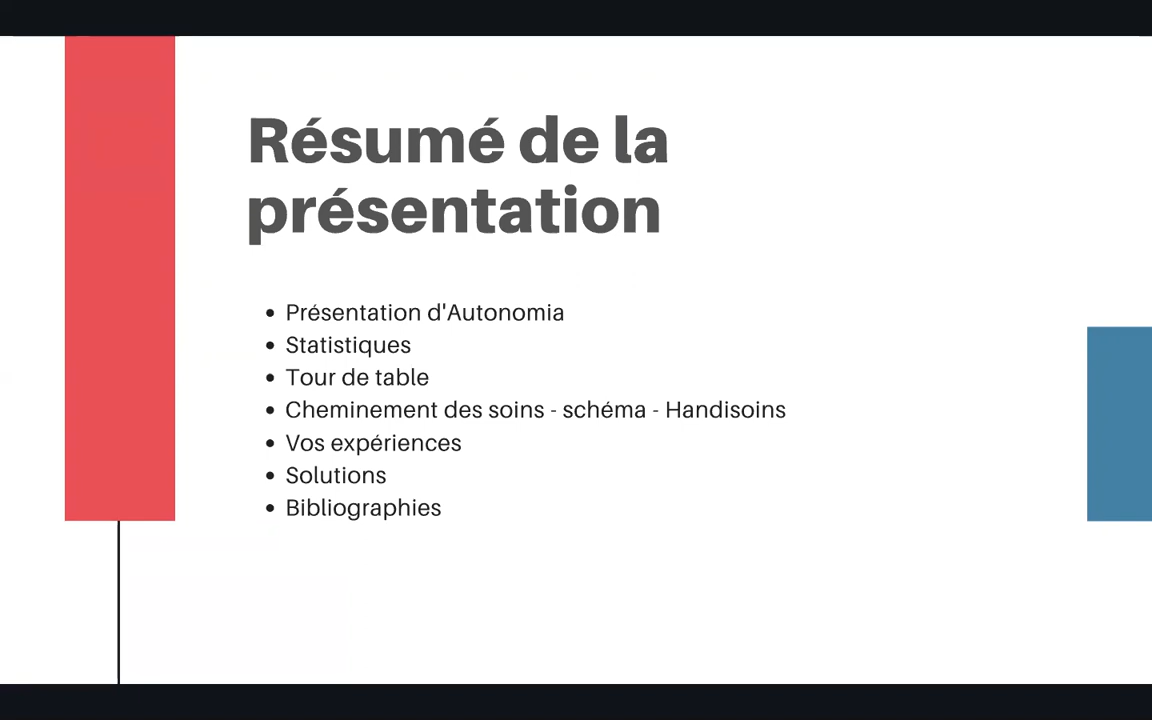 Résumé de la
présentation
• Présentation d'Autonomia
• Statistiques
• Tour de table
• Cheminement des soins - schéma - Handisoins
• Vos expériences
• Solutions
• Bibliographies